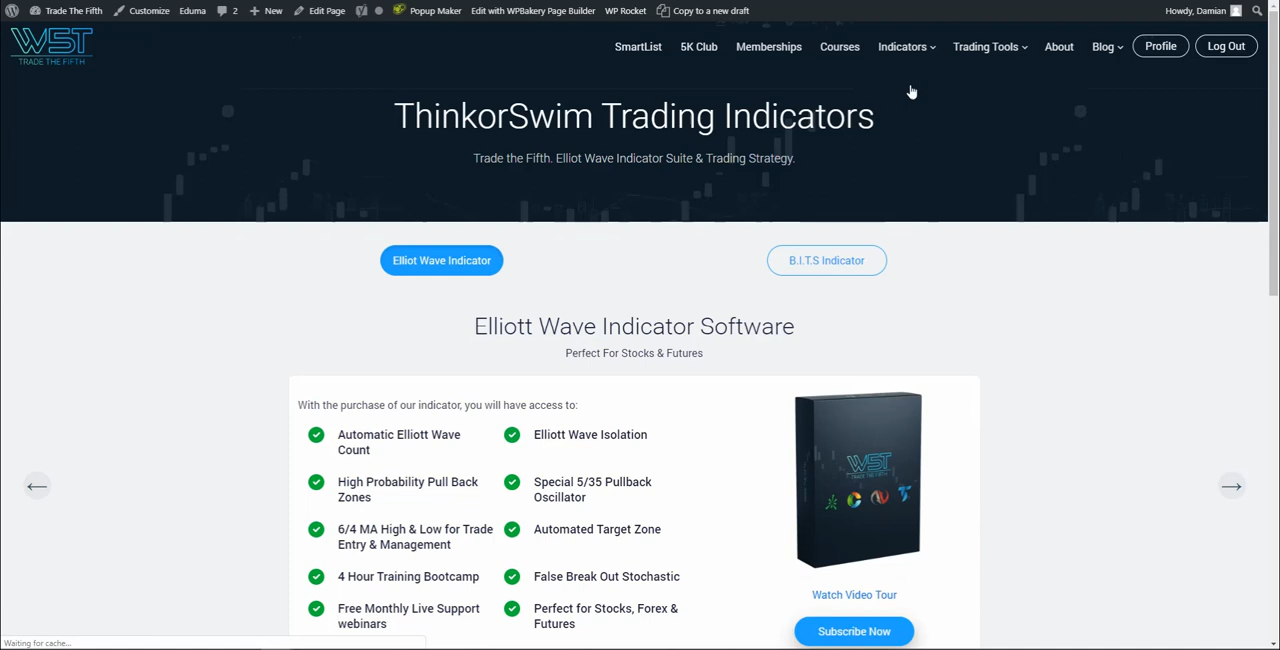 Trade The Fifth Customize Eduma 2 New Edit Page Popup Maker Edit with WPBakery Page Builder WP Rocket Copy to a new draft Howdy, Damian
WST
TRADE THE FIFTH
SmartList 5K Club Memberships Courses Indicators Trading Tools About Blog Profile Log Out
ThinkorSwim Trading Indicators
Trade the Fifth. Elliot Wave Indicator Suite & Trading Strategy.
Elliot Wave Indicator B.I.T.S Indicator
Elliott Wave Indicator Software
Perfect For Stocks & Futures
With the purchase of our indicator, you will have access to:
Automatic Elliott Wave
Count
Elliott Wave Isolation
High Probability Pull Back
Zones
Special 5/35 Pullback
Oscillator
6/4 MA High & Low for Trade
Entry & Management
Automated Target Zone
4 Hour Training Bootcamp
False Break Out Stochastic
Free Monthly Live Support
webinars
Perfect for Stocks, Forex &
Futures
WST
TRADE THE FIFTH
Watch Video Tour
Subscribe Now
Waiting for cache...